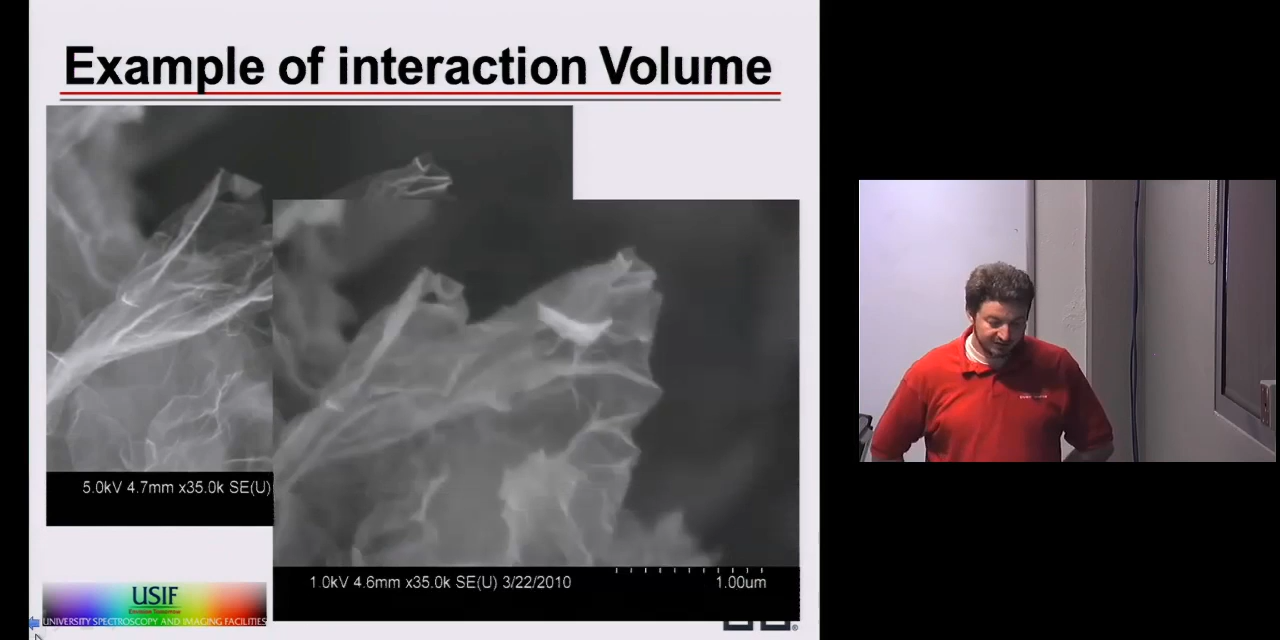 Example of interaction Volume
5.0kV 4.7mm x35.0k SE(U)
1.0kV 4.6mm x35.0k SE(U) 3/22/2010
1.00um
USIF
UNIVERSITY SPECTROSCOPY AND IMAGING FACILITIES